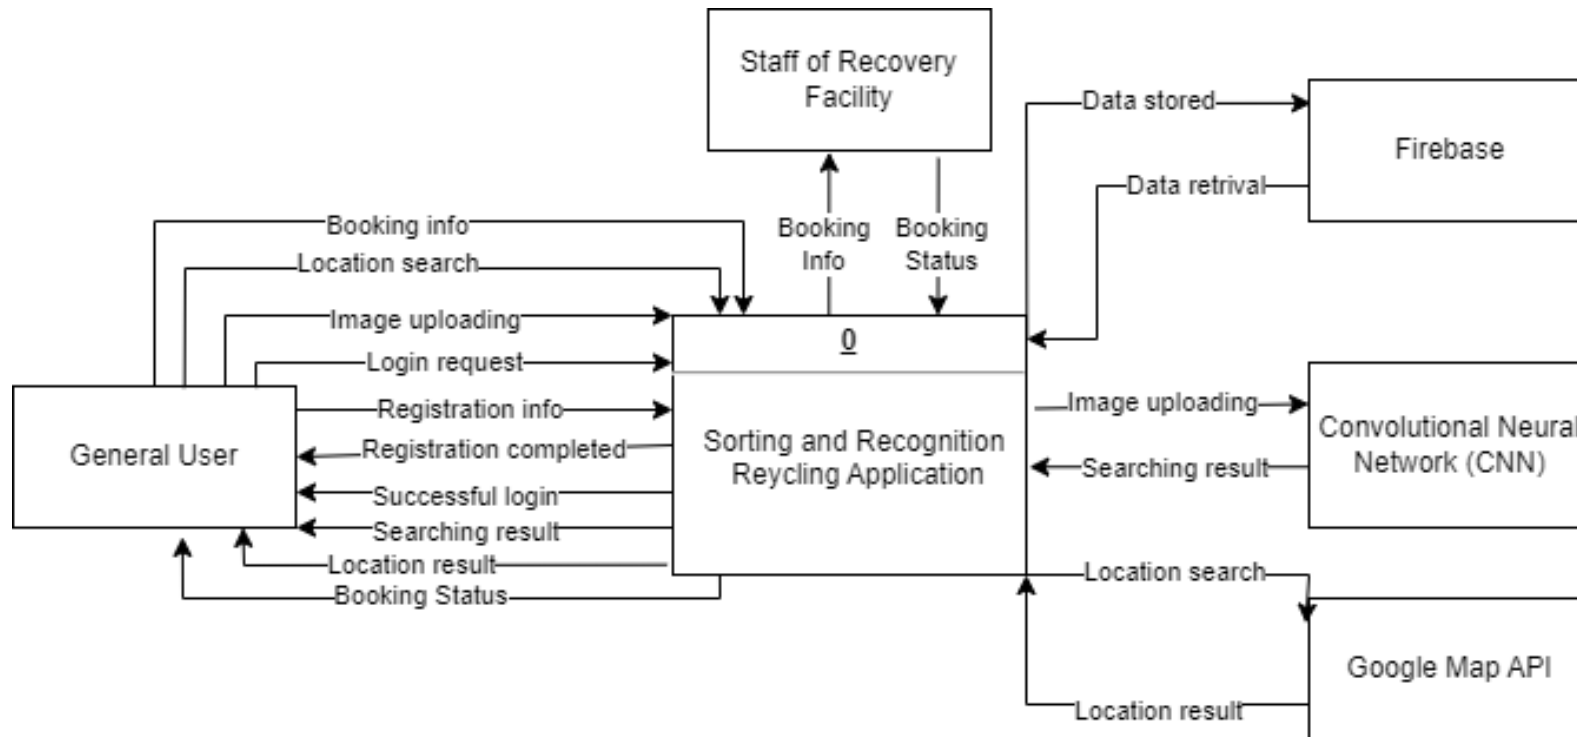 Staff of Recovery
Facility
Data stored
Firebase
Data retrival
Booking info
Booking
Info
Booking
Status
Location search
Image uploading
0
Login request
Image uploading
Registration info
Convolutional Neural
Network (CNN)
General User
Registration completed
Sorting and Recognition
Reycling Application
Searching result
Successful login
Searching result
Location result
Location search
Booking Status
Google Map API
Location result